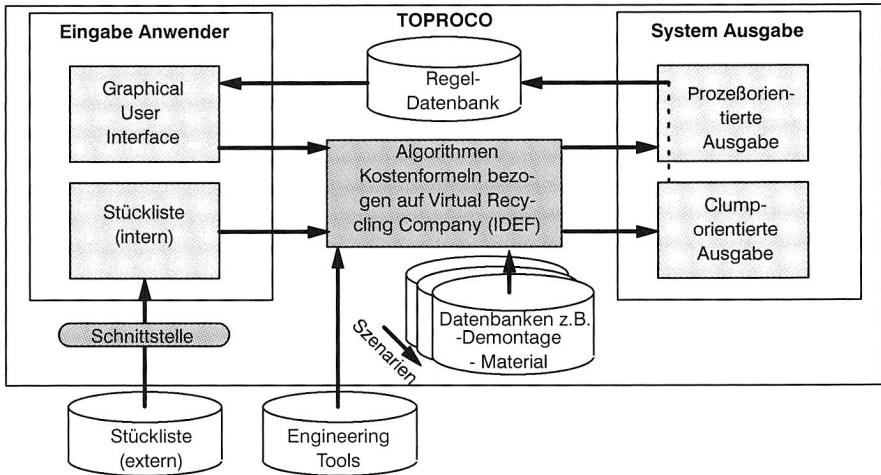 TOPROCO
Eingabe Anwender
Graphical
User
Interface
Stückliste
(intern)
Schnittstelle
Stückliste
(extern)
Regel-
Datenbank
Algorithmen
Kostenformeln bezo-
gen auf Virtual Recy-
cling Company (IDEF)
Szenarien
Datenbanken z.B.
-Demontage
- Material
Engineering
Tools
System Ausgabe
Prozeßorien-
tierte
Ausgabe
Clump-
orientierte
Ausgabe